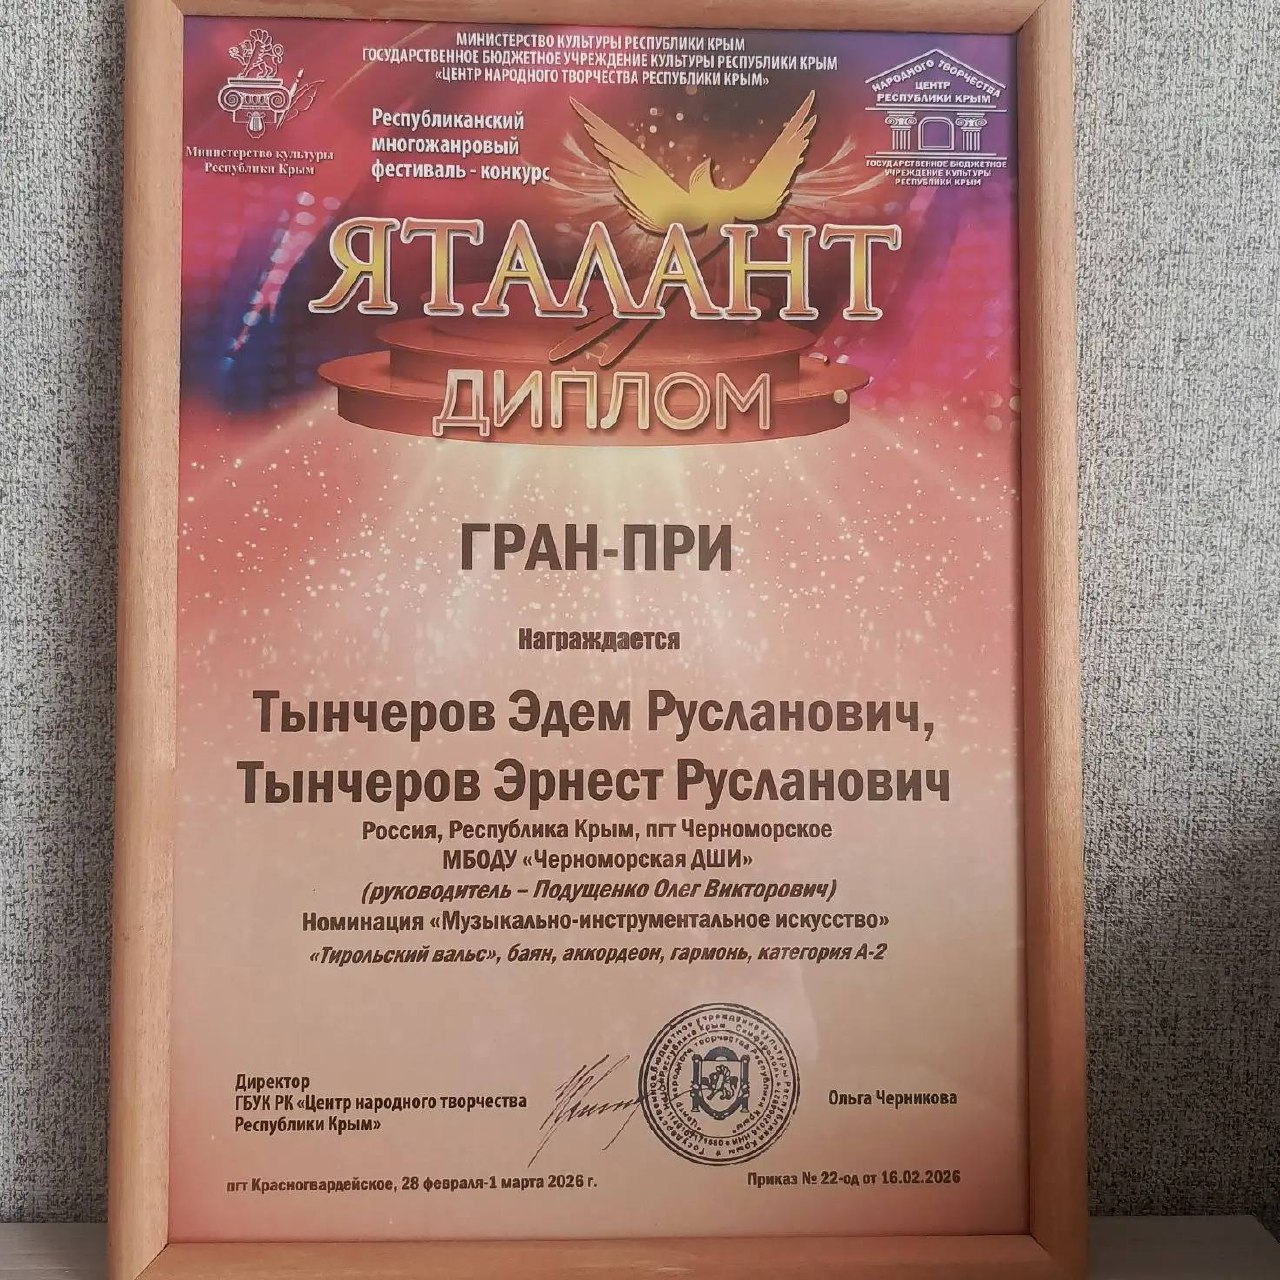 МИНИСТЕРСТВО КУЛЬТУРЫ РЕСПУБЛИКИ КРЫМ
ГОСУДАРСТВЕННОЕ БЮДЖЕТНОЕ УЧРЕЖДЕНИЕ КУЛЬТУРЫ РЕСПУБЛИКИ КРЫМ
«ЦЕНТР НАРОДНОГО ТВОРЧЕСТВА РЕСПУБЛИКИ КРЫМ»
Министерство культуры
Республики Крым
НАРОДНОГО ТВОРЧЕСТВА
ЦЕНТР
РЕСПУБЛИКИ КРЫМ
ГОСУДАРСТВЕННОЕ БЮДЖЕТНОЕ
УЧРЕЖДЕНИЕ КУЛЬТУРЫ
РЕСПУБЛИКИ КРЫМ
Республиканский
многожанровый
фестиваль - конкурс
ЯТАЛАНТ
ДИПЛОМ
ГРАН-ПРИ
Награждается
Тынчеров Эдем Русланович,
Тынчеров Эрнест Русланович
Россия, Республика Крым, пгт Черноморское
МБОДУ «Черноморская ДШИ»
(руководитель – Подущенко Олег Викторович)
Номинация «Музыкально-инструментальное искусство»
«Тирольский вальс», баян, аккордеон, гармонь, категория А-2
Директор
ГБУК РК «Центр народного творчества
Республики Крым»
Ольга Черникова
пгт Красногвардейское, 28 февраля-1 марта 2026 г.
Приказ № 22-од от 16.02.2026